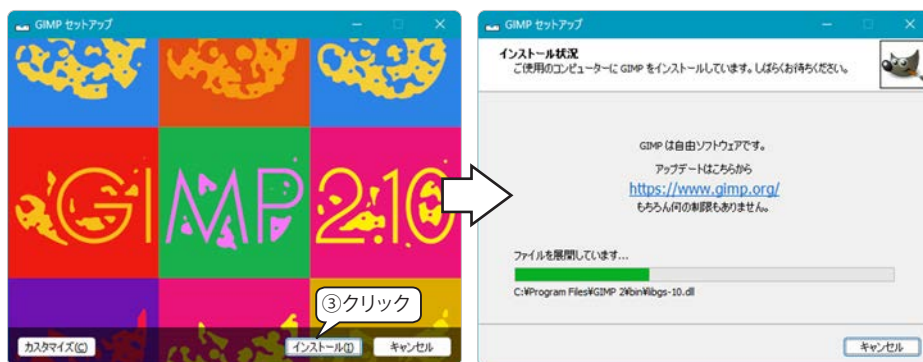 GIMP セットアップ
GIMP 2.10
③クリック
カスタマイズ(C)
インストール(I)
キャンセル
GIMP セットアップ
インストール状況
ご使用のコンピューターに GIMP をインストールしています。しばらくお待ちください。
GIMP は自由ソフトウェアです。
アップデートはこちらから
https://www.gimp.org/
もちろん何の制限もありません。
ファイルを展開しています...
C:¥Program Files¥GIMP 2¥bin¥libgs-10.dll
キャンセル